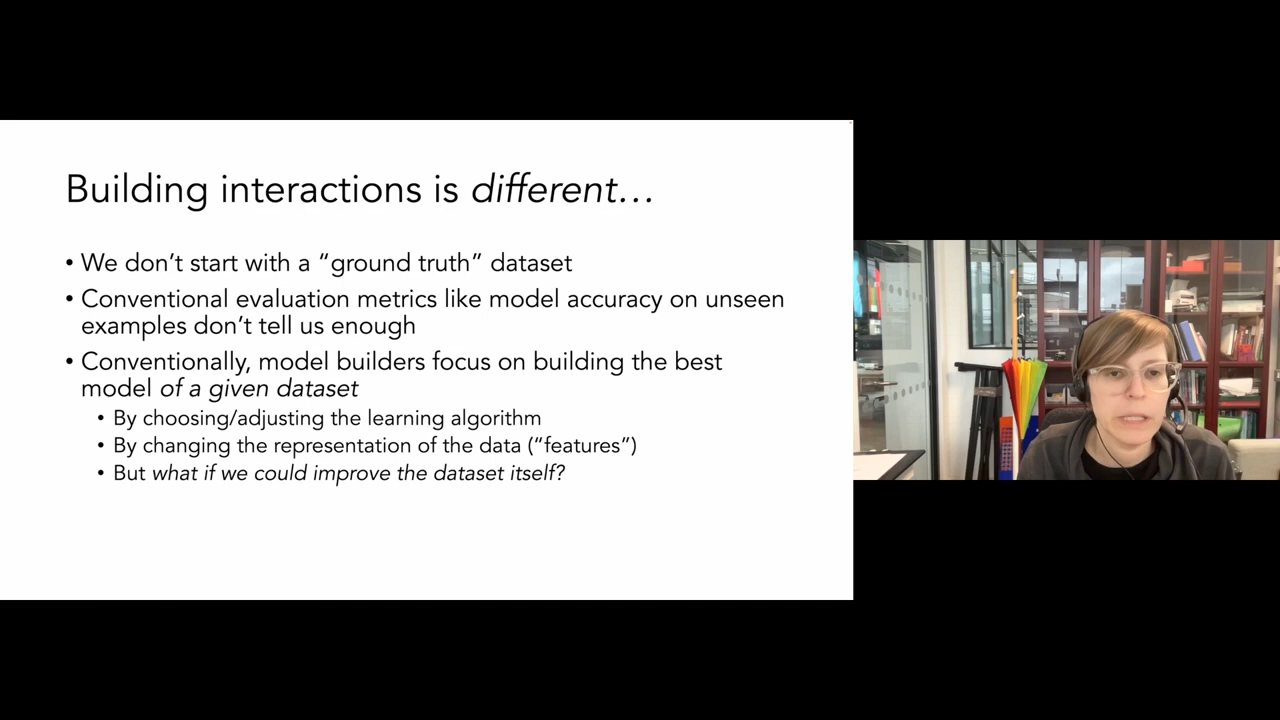 Building interactions is different…
• We don’t start with a “ground truth” dataset
• Conventional evaluation metrics like model accuracy on unseen
examples don’t tell us enough
• Conventionally, model builders focus on building the best
model of a given dataset
• By choosing/adjusting the learning algorithm
• By changing the representation of the data (“features”)
• But what if we could improve the dataset itself?